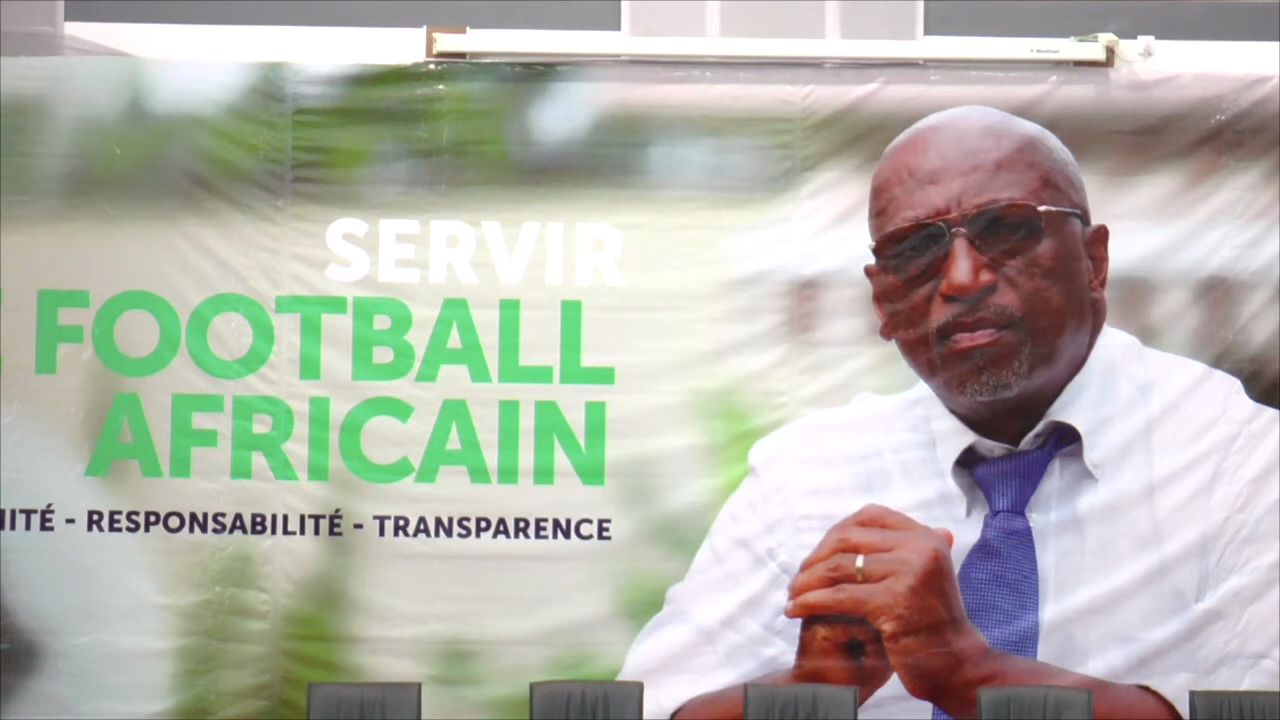 SERVIR
FOOTBALL
AFRICAIN
- RESPONSABILITÉ - TRANSPARENCE